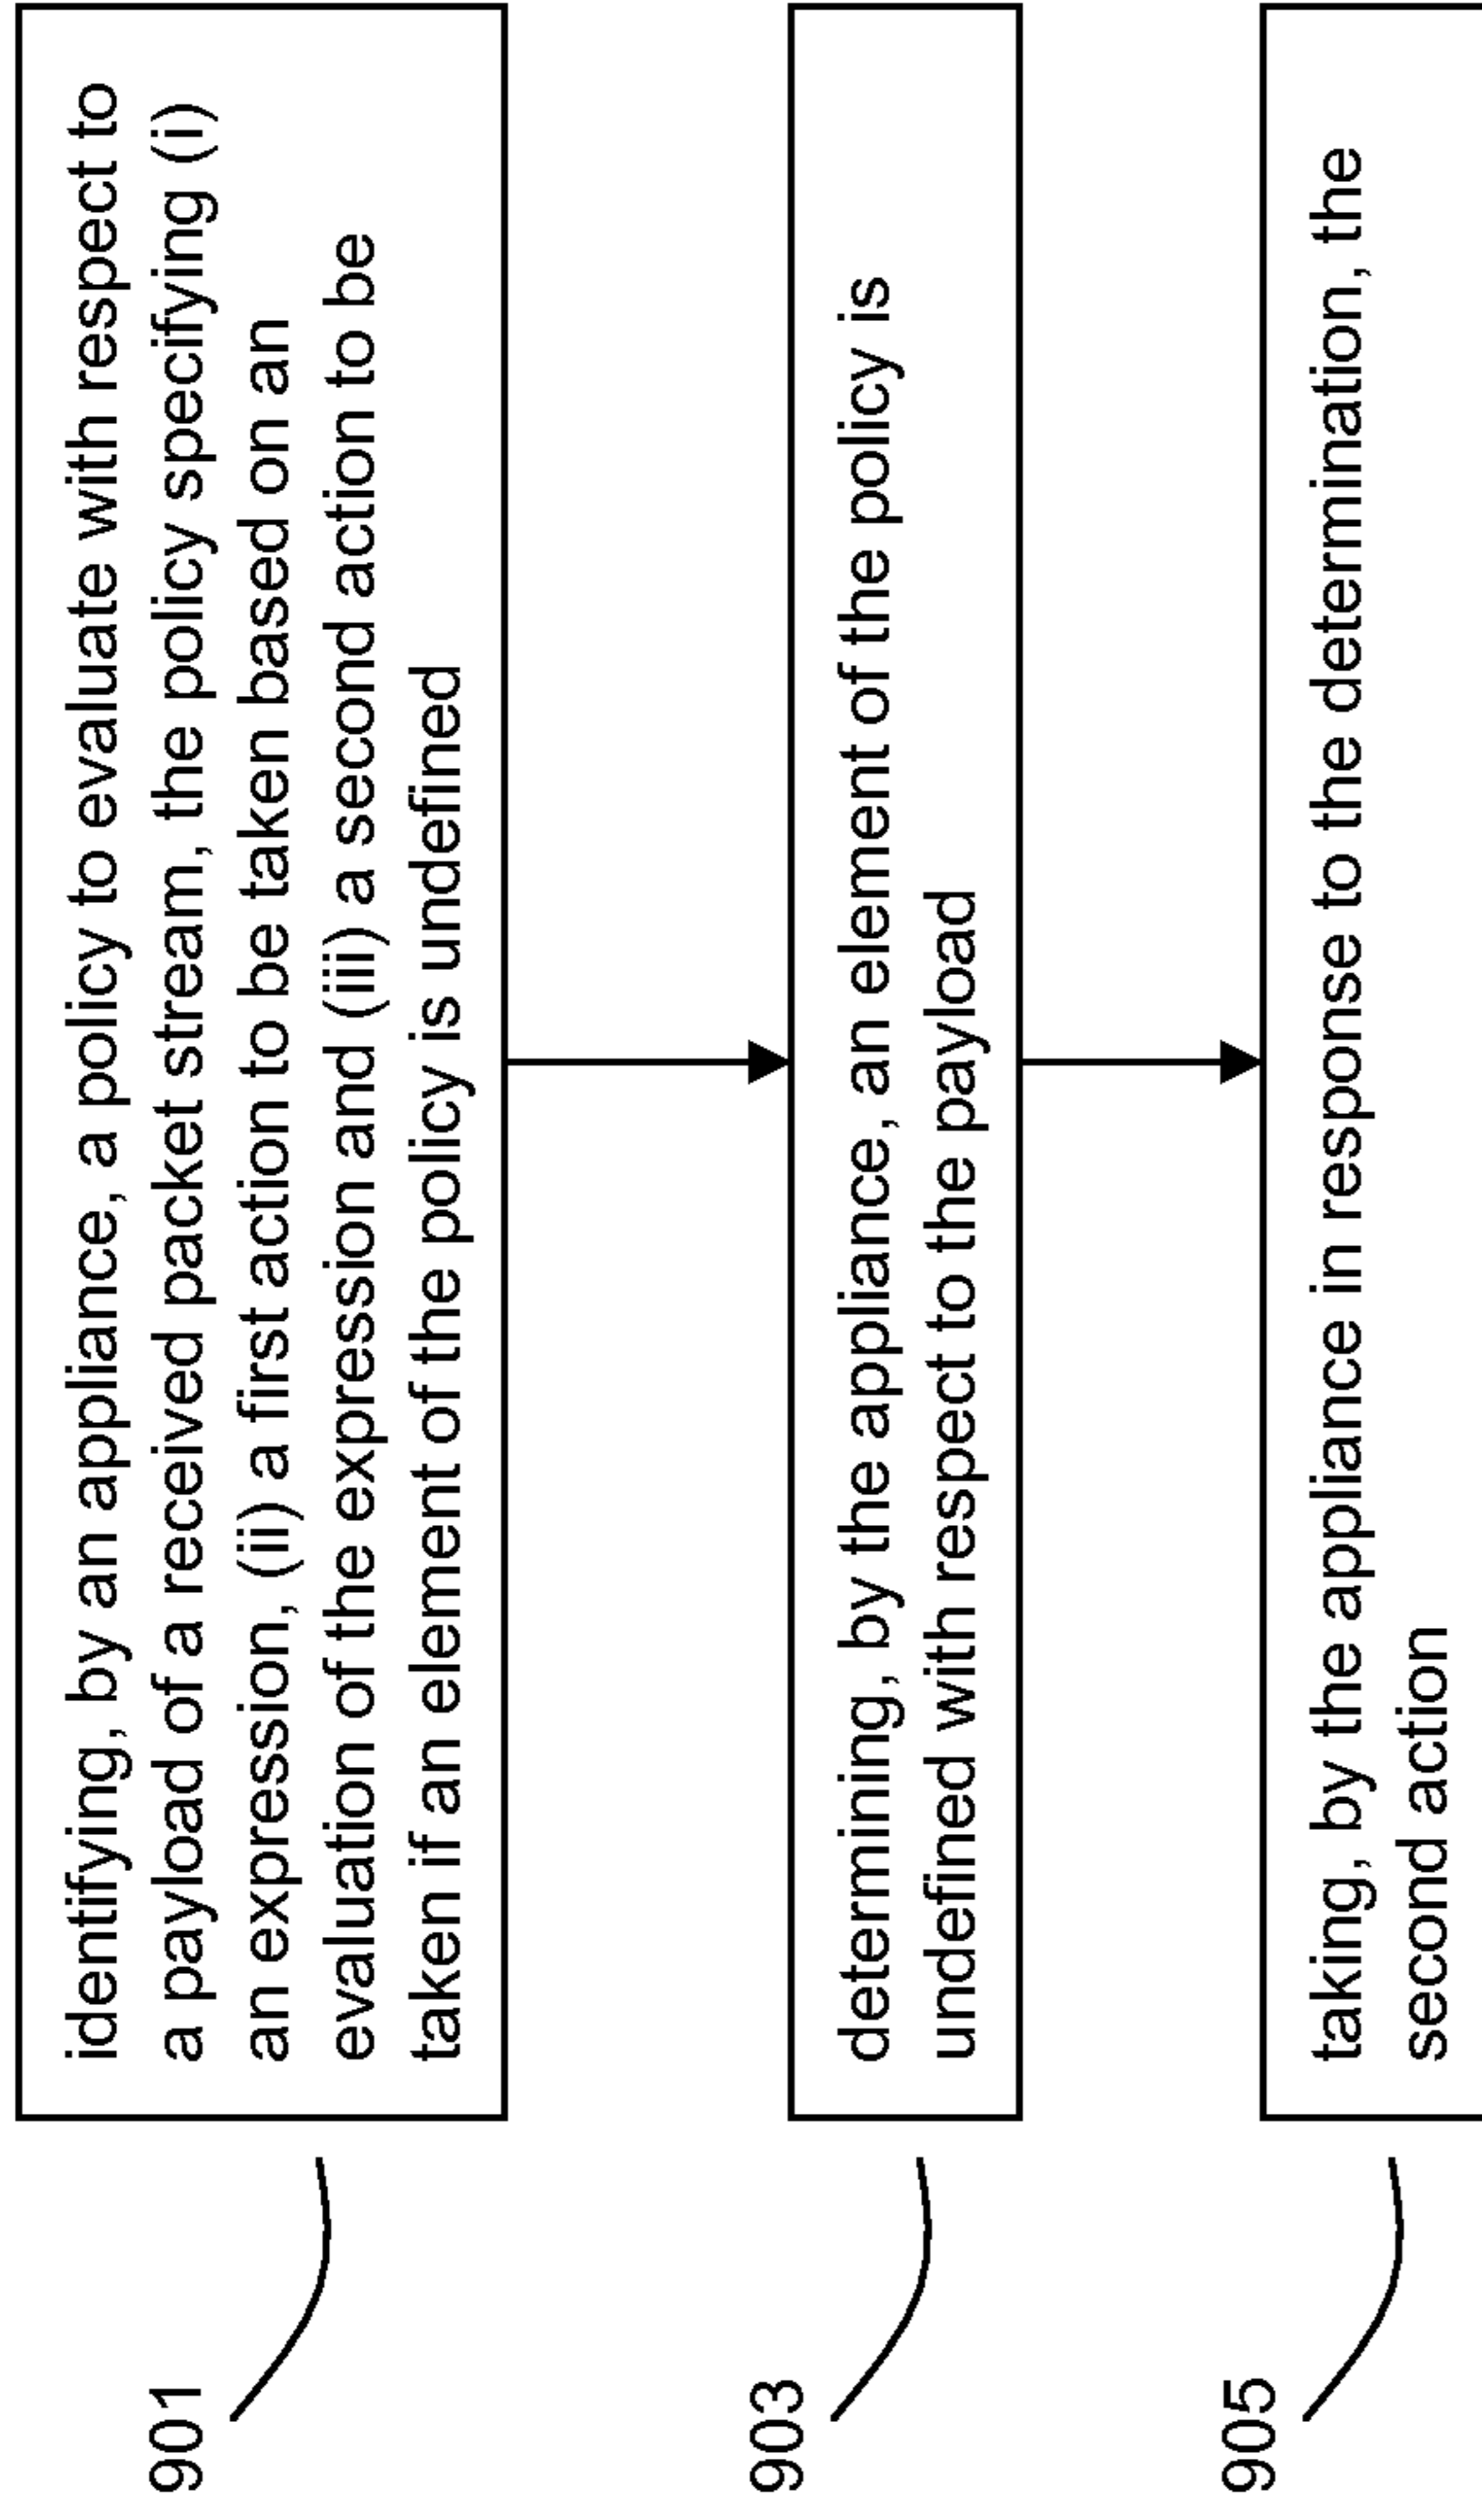 901
identifying, by an appliance, a policy to evaluate with respect to
a payload of a received packet stream, the policy specifying (i)
an expression, (ii) a first action to be taken based on an
evaluation of the expression and (iii) a second action to be
taken if an element of the policy is undefined
903
determining, by the appliance, an element of the policy is
undefined with respect to the payload
905
taking, by the appliance in response to the determination, the
second action